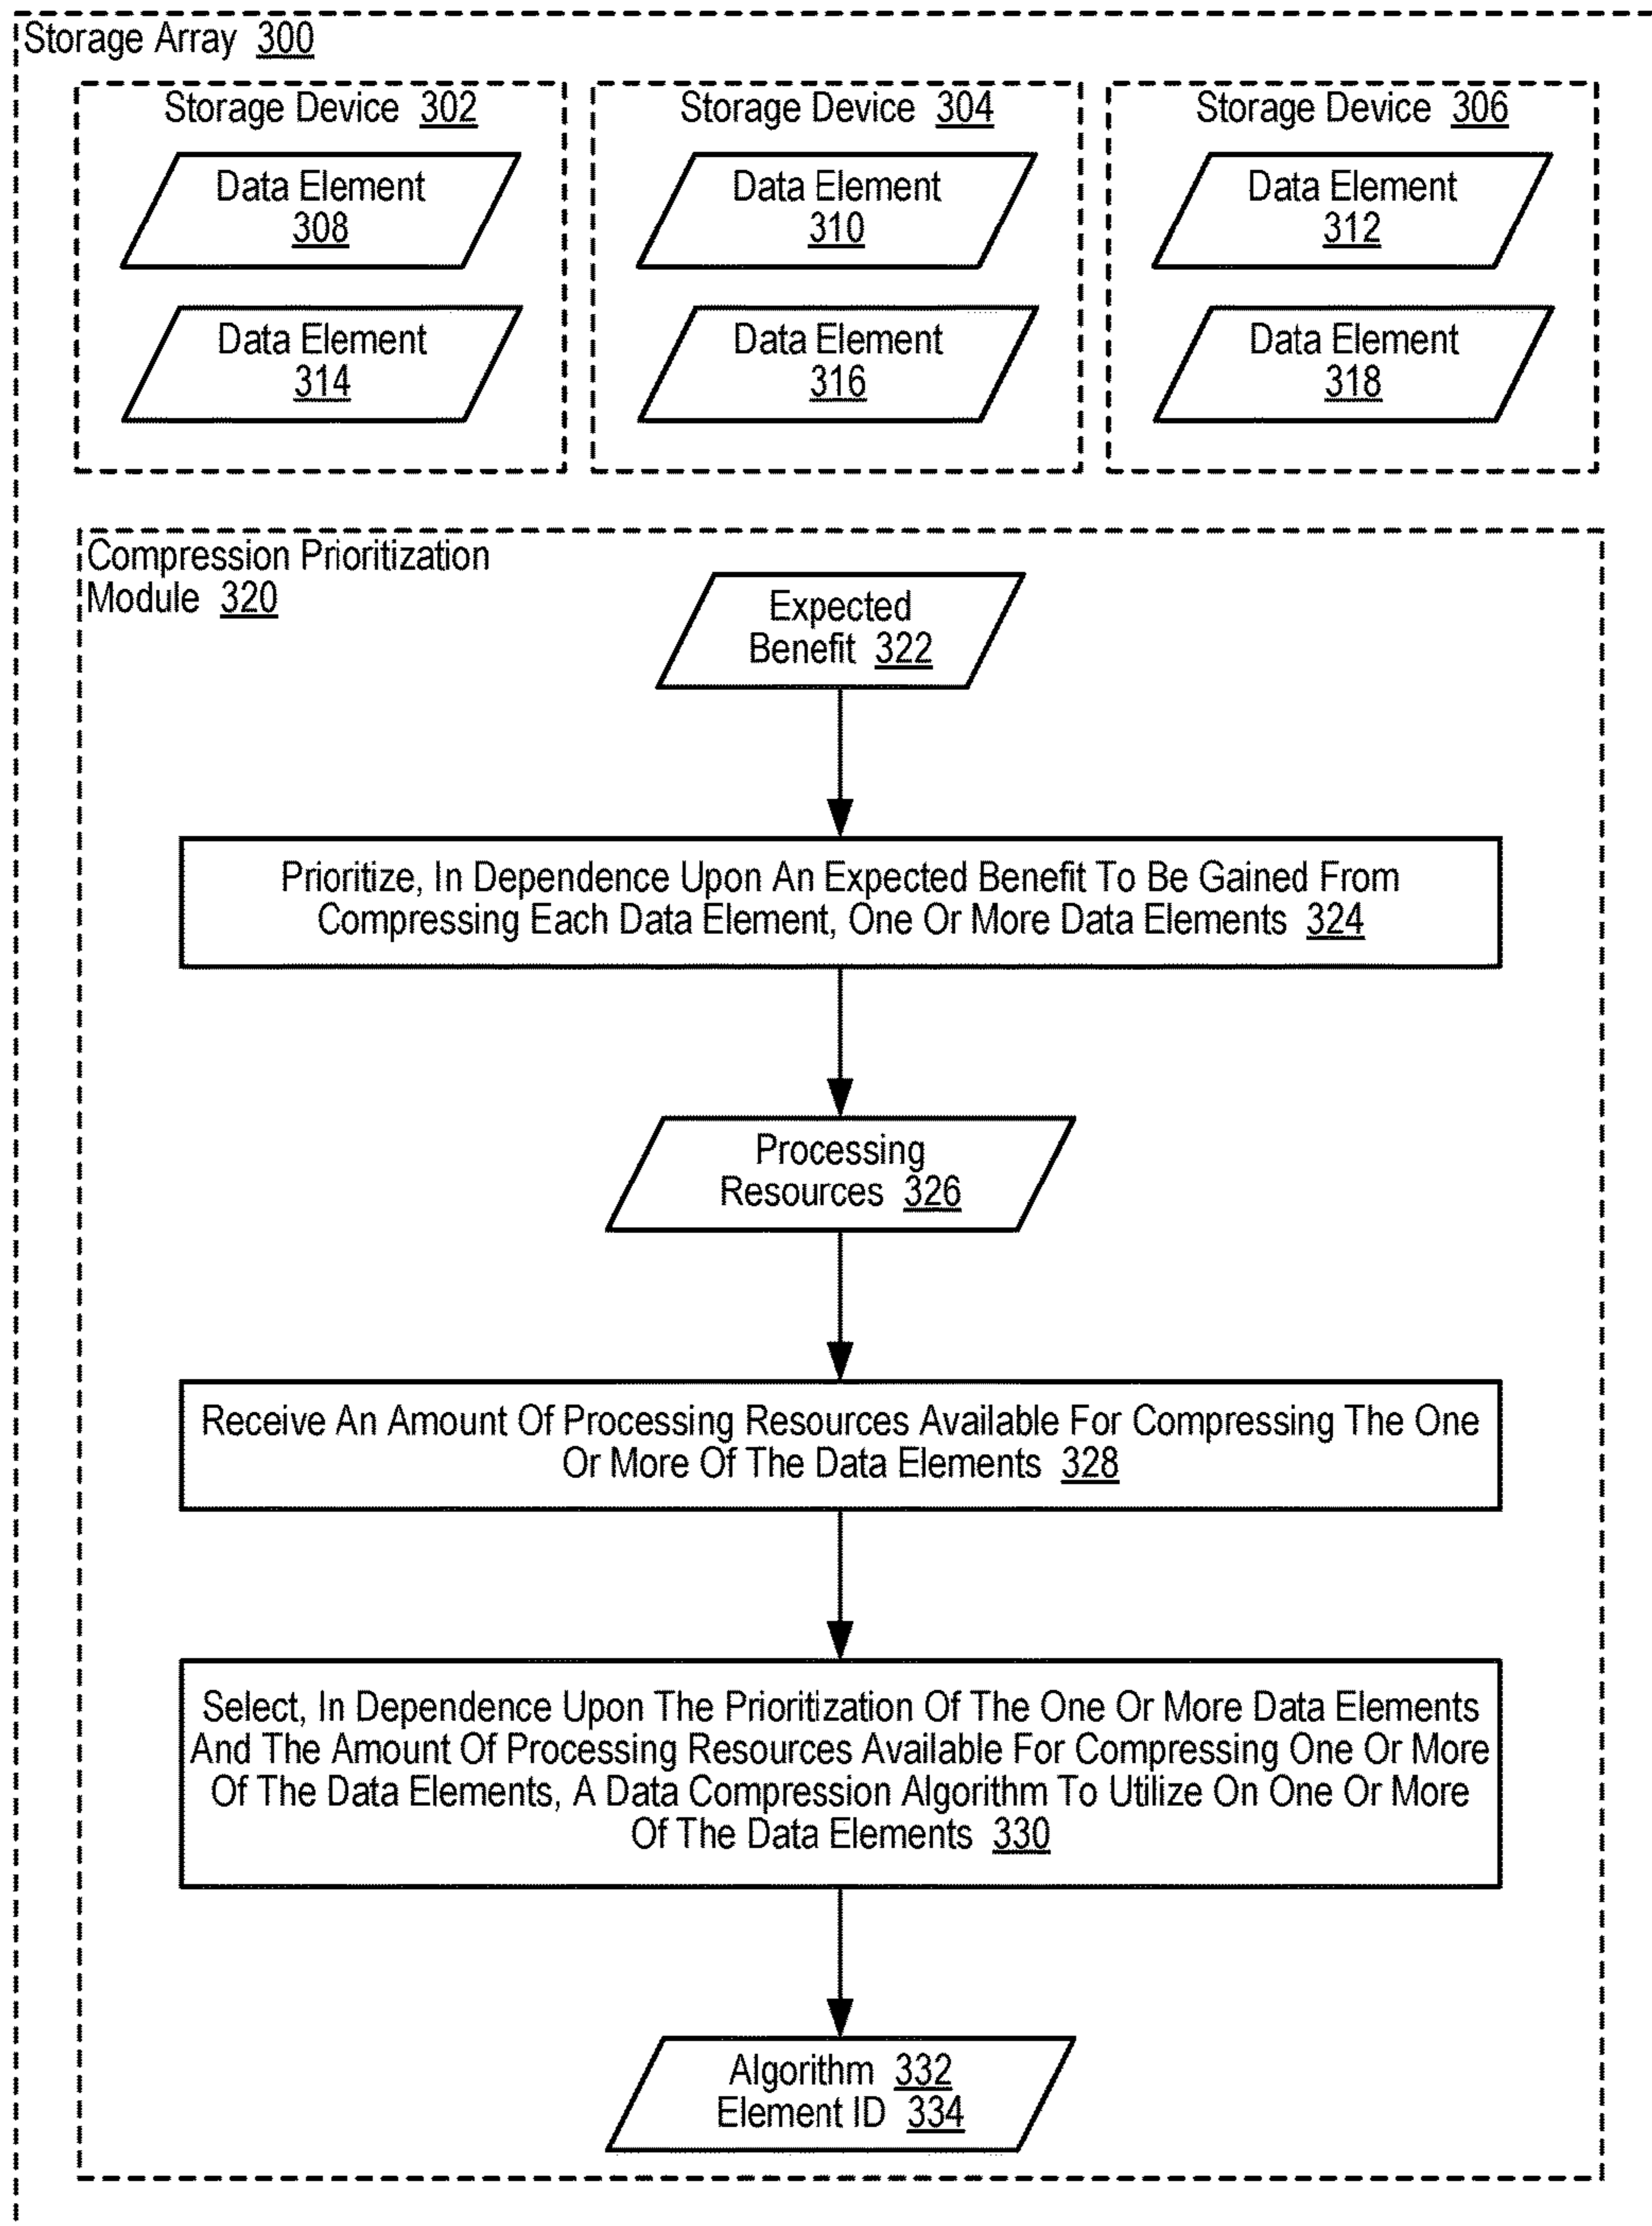 Storage Array 300
Storage Device 302
Data Element
308
Data Element
314
Storage Device 304
Data Element
310
Data Element
316
Storage Device 306
Data Element
312
Data Element
318
Compression Prioritization
Module 320
Expected
Benefit 322
Prioritize, In Dependence Upon An Expected Benefit To Be Gained From
Compressing Each Data Element, One Or More Data Elements 324
Processing
Resources 326
Receive An Amount Of Processing Resources Available For Compressing The One
Or More Of The Data Elements 328
Select, In Dependence Upon The Prioritization Of The One Or More Data Elements
And The Amount Of Processing Resources Available For Compressing One Or More
Of The Data Elements, A Data Compression Algorithm To Utilize On One Or More
Of The Data Elements 330
Algorithm 332
Element ID 334